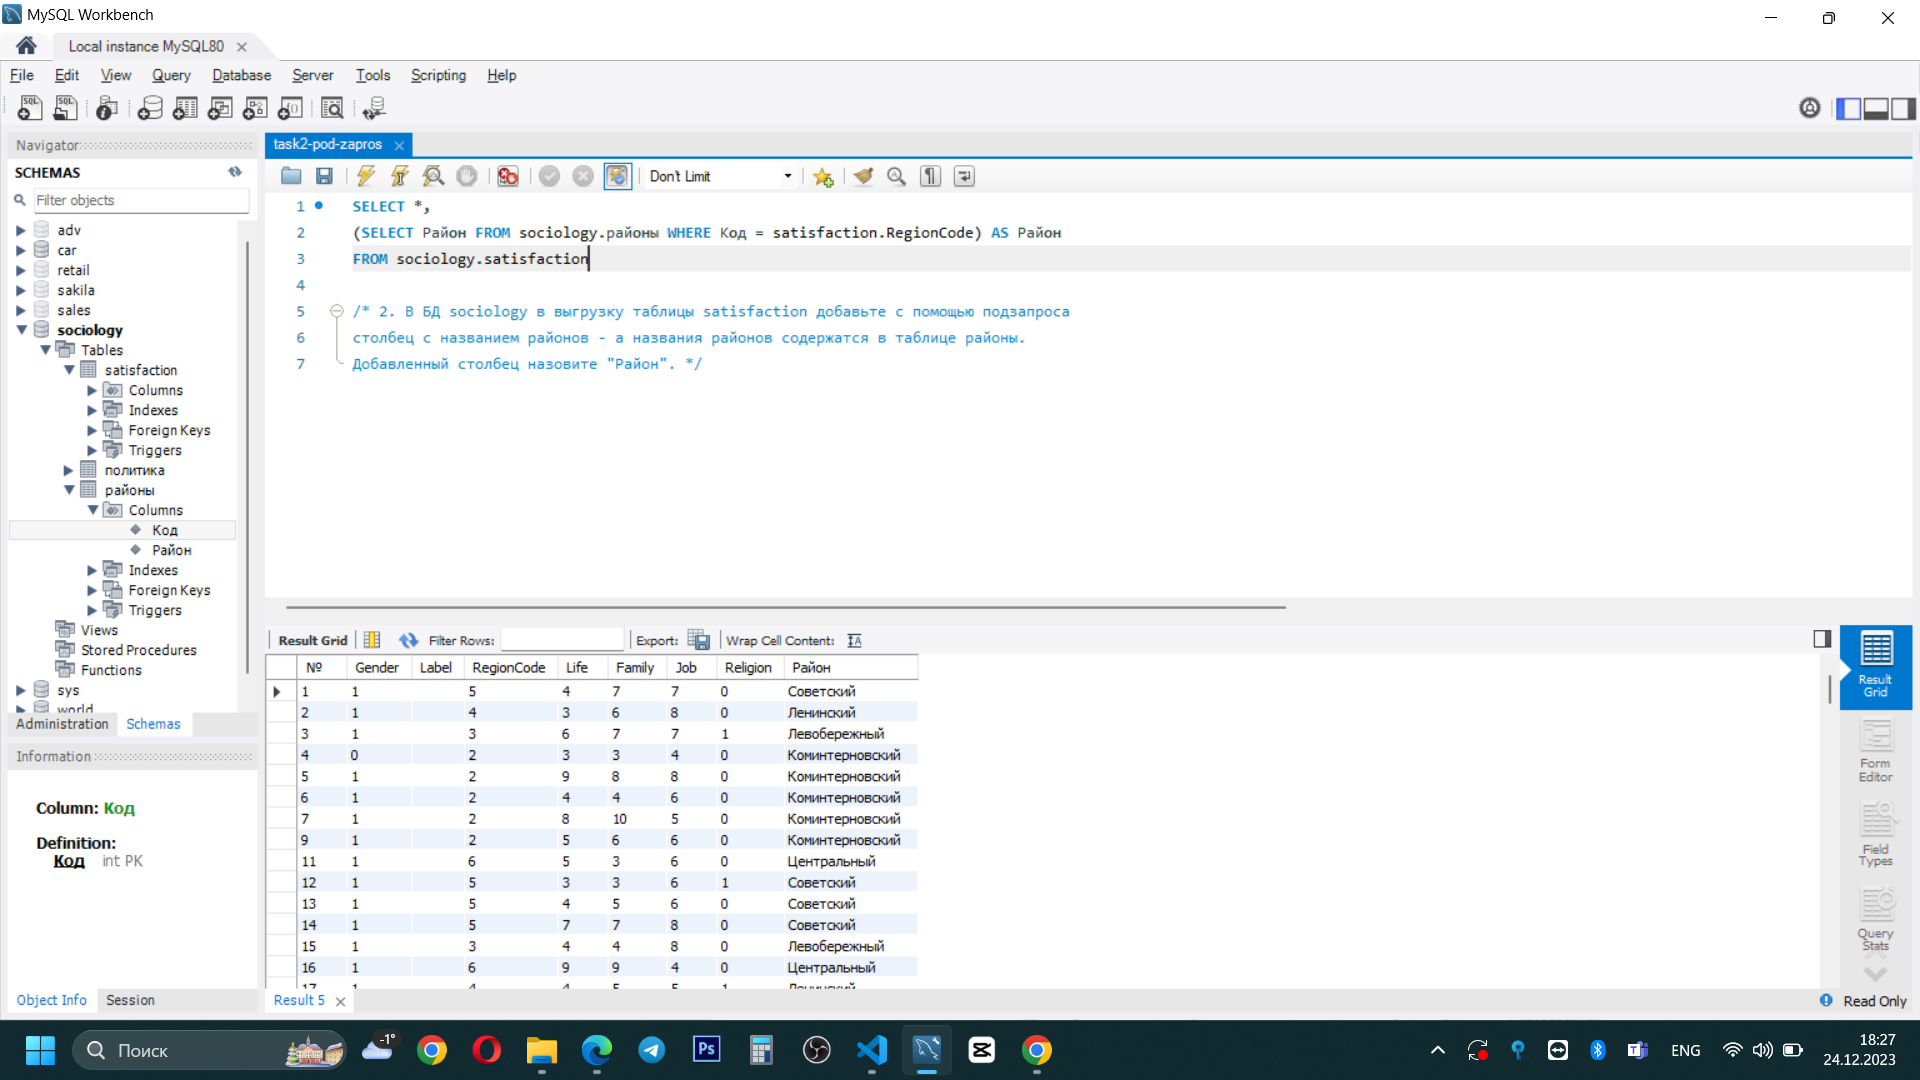 MySQL Workbench
Local instance MySQL80
File Edit View Query Database Server Tools Scripting Help
Navigator
task2-pod-zapros
SCHEMAS
Don't Limit
Filter objects
adv
car
retail
sakila
sales
sociology
Tables
satisfaction
Columns
Indexes
Foreign Keys
Triggers
политика
районы
Columns
Код
Район
Indexes
Foreign Keys
Triggers
Views
Stored Procedures
Functions
sys
world
Administration Schemas
Information
Column: Код
Definition:
Код int PK
Object Info Session
1 SELECT *,
2 (SELECT Район FROM sociology.районы WHERE Код = satisfaction.RegionCode) AS Район
3 FROM sociology.satisfaction
4
5 /* 2. В БД sociology в выгрузку таблицы satisfaction добавьте с помощью подзапроса
6 столбец с названием районов - а названия районов содержатся в таблице районы.
7 Добавленный столбец назовите "Район". */
Result Grid Filter Rows: Export: Wrap Cell Content:
№ Gender Label RegionCode Life Family Job Religion Район
1 1 5 4 7 7 0 Советский
2 1 4 3 6 8 0 Ленинский
3 1 3 6 7 7 1 Левобережный
4 0 2 3 3 4 0 Коминтерновский
5 1 2 9 8 8 0 Коминтерновский
6 1 2 4 4 6 0 Коминтерновский
7 1 2 8 10 5 0 Коминтерновский
9 1 2 5 6 6 0 Коминтерновский
11 1 6 5 3 6 0 Центральный
12 1 5 3 3 6 1 Советский
13 1 5 4 5 6 0 Советский
14 1 5 7 7 8 0 Советский
15 1 3 4 4 8 0 Левобережный
16 1 6 9 9 4 0 Центральный
17 1 4 4 5 5 1 Ленинский
Result Grid
Form Editor
Field Types
Query Stats
Result 5
Read Only
Поиск
-1°
Ps
ENG
18:27
24.12.2023